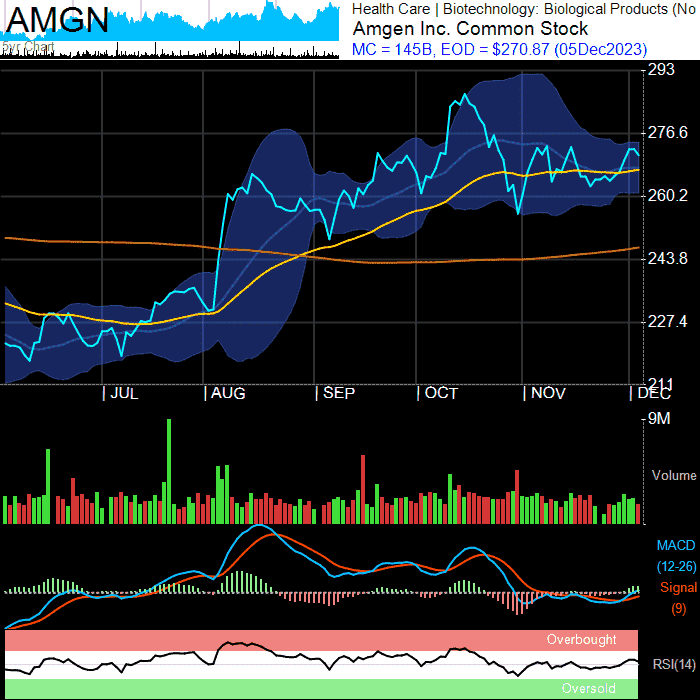 AMGN
5yr Chart
Health Care | Biotechnology: Biological Products (No
Amgen Inc. Common Stock
MC = 145B, EOD = $270.87 (05Dec2023)
293
276.6
260.2
243.8
227.4
211
JUL
AUG
SEP
OCT
NOV
DEC
9M
Volume
MACD
(12-26)
Signal
(9)
Overbought
RSI(14)
Oversold